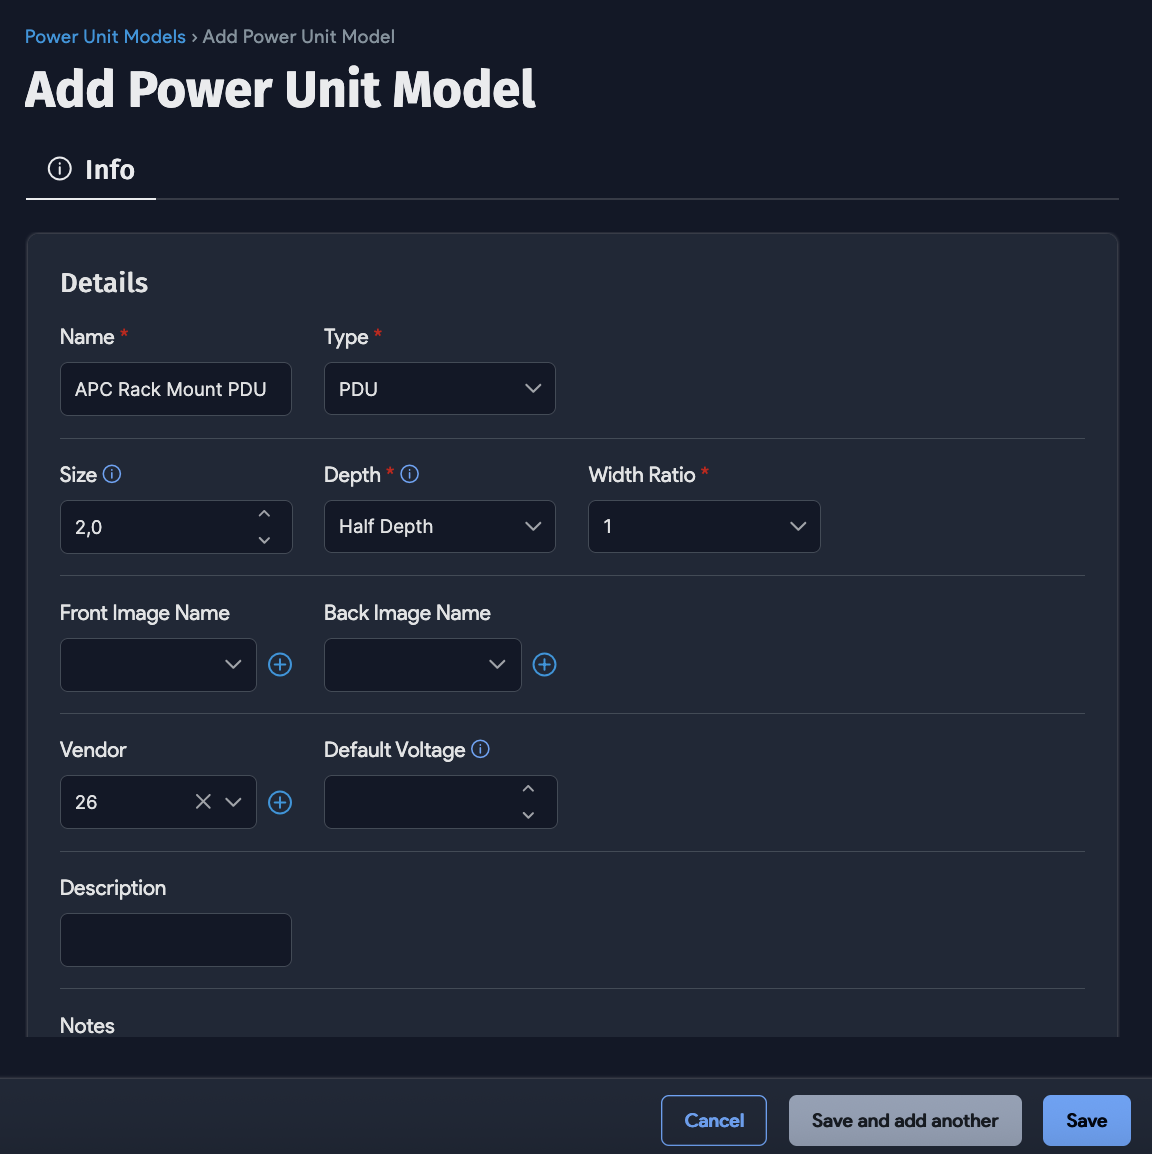 Power Unit Models › Add Power Unit Model
Add Power Unit Model
Info
Details
Name * Type *
APC Rack Mount PDU PDU
Size Depth * Width Ratio *
2,0 Half Depth 1
Front Image Name Back Image Name
Vendor Default Voltage
26
Description
Notes
Cancel Save and add another Save